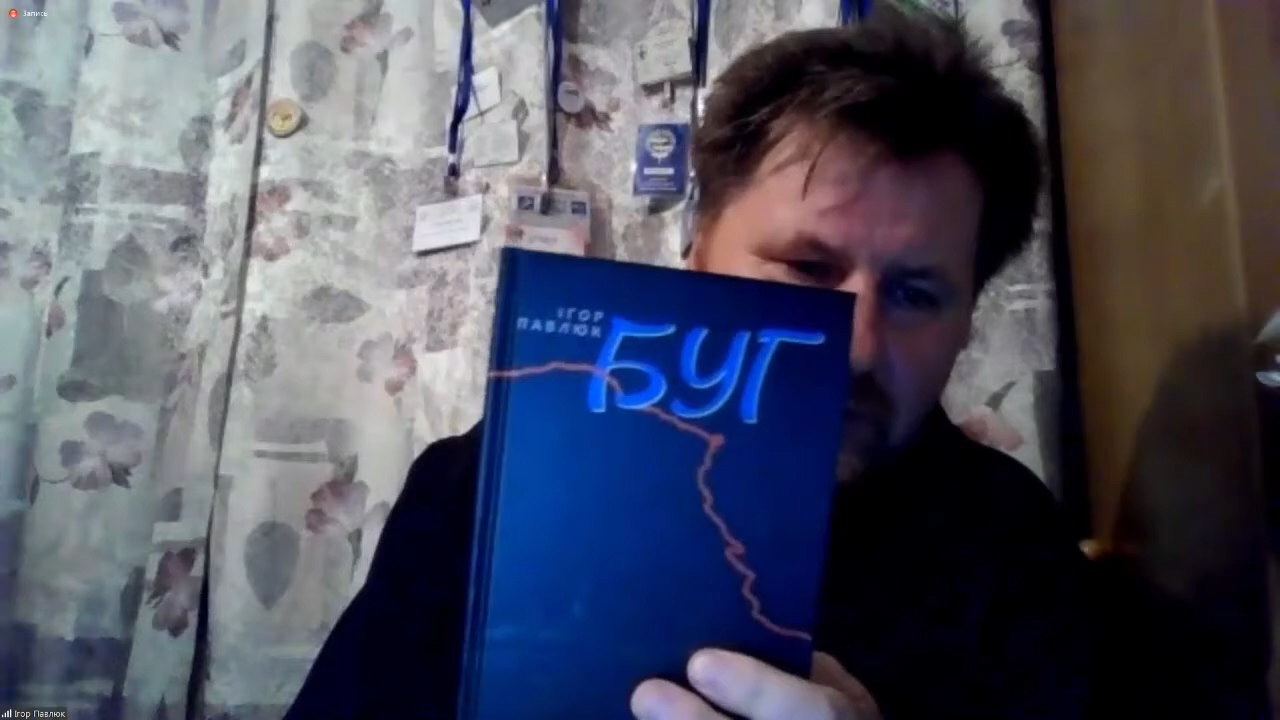 Запись
ІГОР
ПАВЛЮК
БУГ
Ігор Павлюк